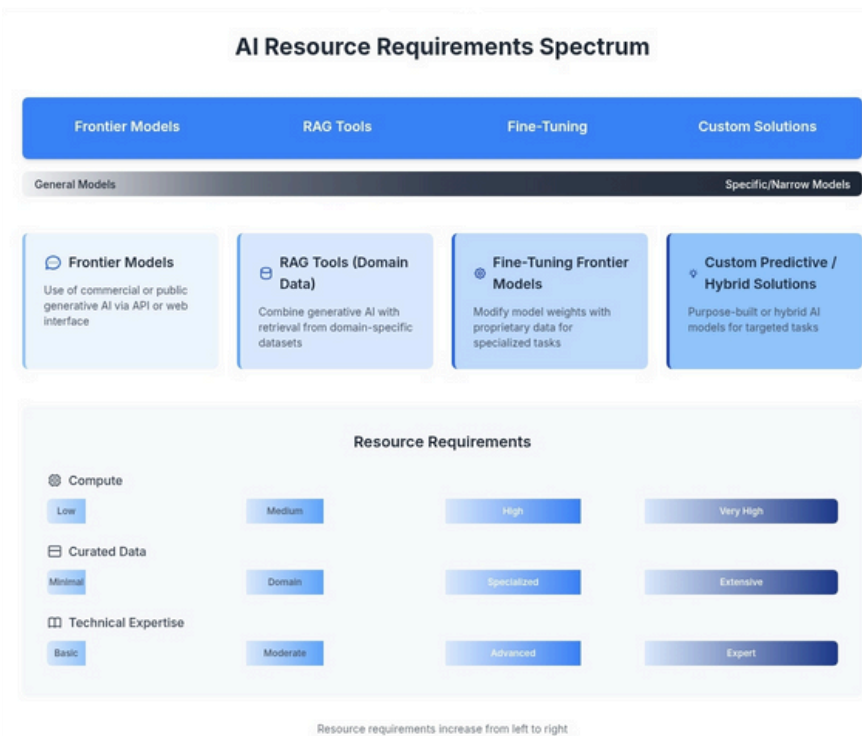 AI Resource Requirements Spectrum
Frontier Models
RAG Tools
Fine-Tuning
Custom Solutions
General Models
Specific/Narrow Models
Frontier Models
Use of commercial or public
generative AI via API or web
interface
RAG Tools (Domain
Data)
Combine generative AI with
retrieval from domain-specific
datasets
Fine-Tuning Frontier
Models
Modify model weights with
proprietary data for
specialized tasks
Custom Predictive /
Hybrid Solutions
Purpose-built or hybrid AI
models for targeted tasks
Resource Requirements
Compute
Low
Medium
High
Very High
Curated Data
Minimal
Domain
Specialized
Extensive
Technical Expertise
Basic
Moderate
Advanced
Expert
Resource requirements increase from left to right